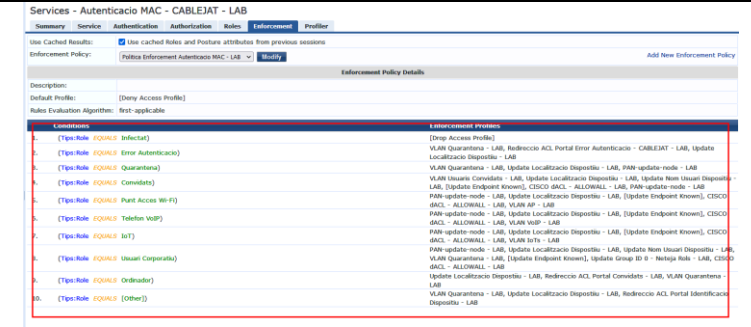 Services - Autenticacio MAC - CABLEJAT - LAB
Summary Service Authentication Authorization Roles Enforcement Profiler
Use Cached Results: Use cached Roles and Posture attributes from previous sessions
Enforcement Policy: Politica Enforcement Autenticacio MAC - LAB Modify Add New Enforcement Policy
Enforcement Policy Details
Description:
Default Profile: [Deny Access Profile]
Rules Evaluation Algorithm: first-applicable
Conditions Enforcement Profiles
1. (Tips:Role EQUALS Infectat) [Drop Access Profile]
2. (Tips:Role EQUALS Error Autenticacio) VLAN Quarantena - LAB, Redireccio ACL Portal Error Autenticacio - CABLEJAT - LAB, Update
Localitzacio Dispositiu - LAB
3. (Tips:Role EQUALS Quarantena) VLAN Quarantena - LAB, Update Localitzacio Dispostiu - LAB, PAN-update-node - LAB
4. (Tips:Role EQUALS Convidats) VLAN Usuaris Convidats - LAB, Update Localitzacio Dispostiu - LAB, Update Nom Usuari Dispositiu -
LAB, [Update Endpoint Known], CISCO dACL - ALLOWALL - LAB, PAN-update-node - LAB
5. (Tips:Role EQUALS Punt Acces Wi-Fi) PAN-update-node - LAB, Update Localitzacio Dispostiu - LAB, [Update Endpoint Known], CISCO
dACL - ALLOWALL - LAB, VLAN AP - LAB
6. (Tips:Role EQUALS Telefon VoIP) PAN-update-node - LAB, Update Localitzacio Dispostiu - LAB, [Update Endpoint Known], CISCO
dACL - ALLOWALL - LAB, VLAN VoIP - LAB
7. (Tips:Role EQUALS IoT) PAN-update-node - LAB, Update Localitzacio Dispostiu - LAB, [Update Endpoint Known], CISCO
dACL - ALLOWALL - LAB, VLAN IoTs - LAB
8. (Tips:Role EQUALS Usuari Corporatiu) PAN-update-node - LAB, Update Localitzacio Dispostiu - LAB, Update Nom Usuari Dispositiu - LAB,
VLAN Quarantena - LAB, [Update Endpoint Known], Update Group ID 0 - Neteja Rols - LAB, CISCO
dACL - ALLOWALL - LAB
9. (Tips:Role EQUALS Ordinador) Update Localitzacio Dispostiu - LAB, Redireccio ACL Portal Convidats - LAB, VLAN Quarantena -
LAB
10. (Tips:Role EQUALS [Other]) VLAN Quarantena - LAB, Update Localitzacio Dispostiu - LAB, Redireccio ACL Portal Identificacio
Dispositiu - LAB